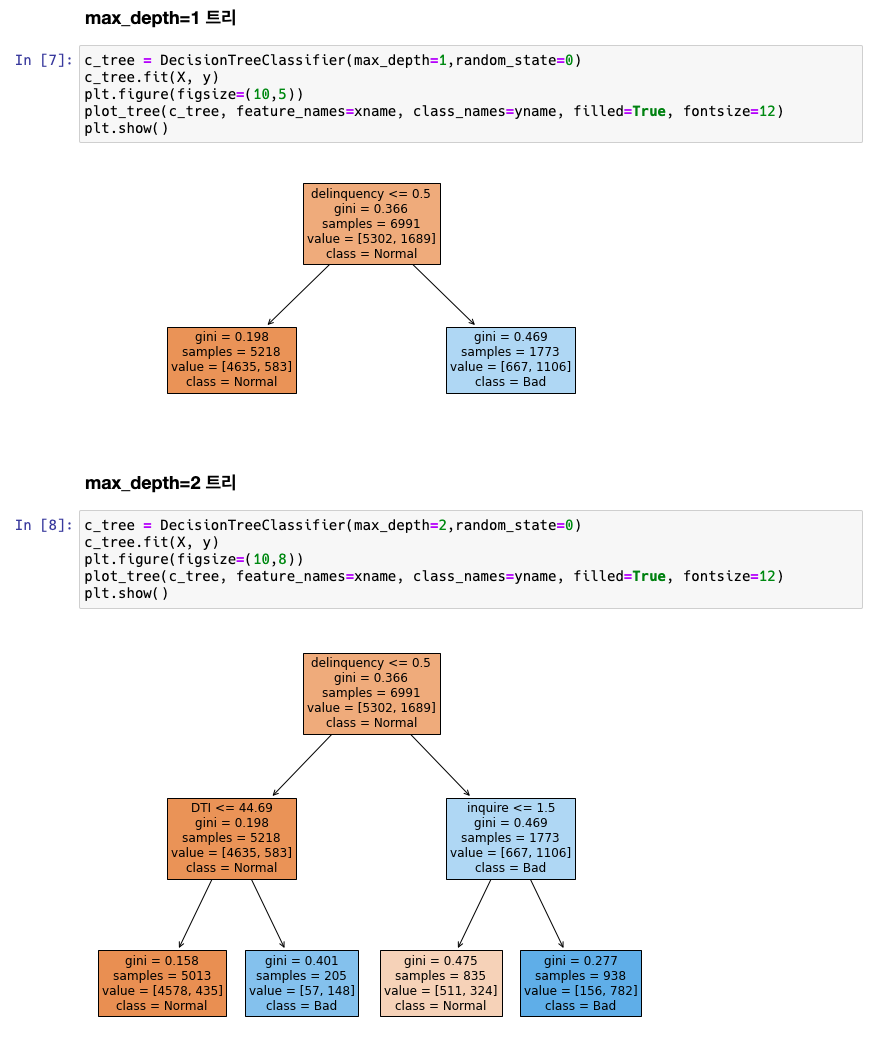 max_depth=1 트리
In [7]: c_tree = DecisionTreeClassifier(max_depth=1,random_state=0)
c_tree.fit(X, y)
plt.figure(figsize=(10,5))
plot_tree(c_tree, feature_names=xname, class_names=yname, filled=True, fontsize=12)
plt.show()
delinquency <= 0.5
gini = 0.366
samples = 6991
value = [5302, 1689]
class = Normal
gini = 0.198
samples = 5218
value = [4635, 583]
class = Normal
gini = 0.469
samples = 1773
value = [667, 1106]
class = Bad
max_depth=2 트리
In [8]: c_tree = DecisionTreeClassifier(max_depth=2,random_state=0)
c_tree.fit(X, y)
plt.figure(figsize=(10,8))
plot_tree(c_tree, feature_names=xname, class_names=yname, filled=True, fontsize=12)
plt.show()
delinquency <= 0.5
gini = 0.366
samples = 6991
value = [5302, 1689]
class = Normal
DTI <= 44.69
gini = 0.198
samples = 5218
value = [4635, 583]
class = Normal
inquire <= 1.5
gini = 0.469
samples = 1773
value = [667, 1106]
class = Bad
gini = 0.158
samples = 5013
value = [4578, 435]
class = Normal
gini = 0.401
samples = 205
value = [57, 148]
class = Bad
gini = 0.475
samples = 835
value = [511, 324]
class = Normal
gini = 0.277
samples = 938
value = [156, 782]
class = Bad